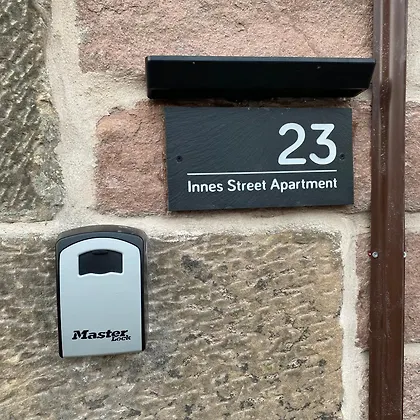 23
Innes Street Apartment
Master
Lock